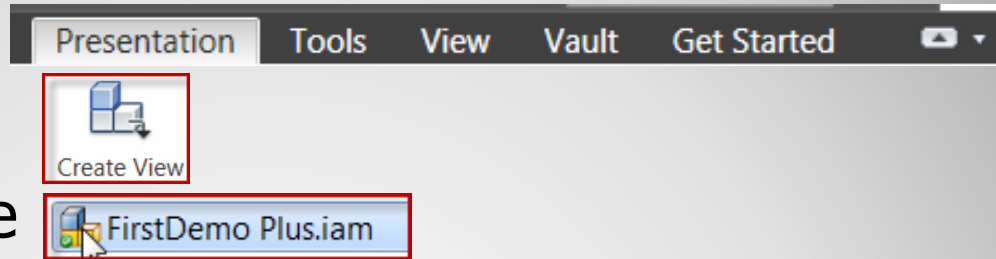 Presentation Tools View Vault Get Started
Create View
e FirstDemo Plus.iam